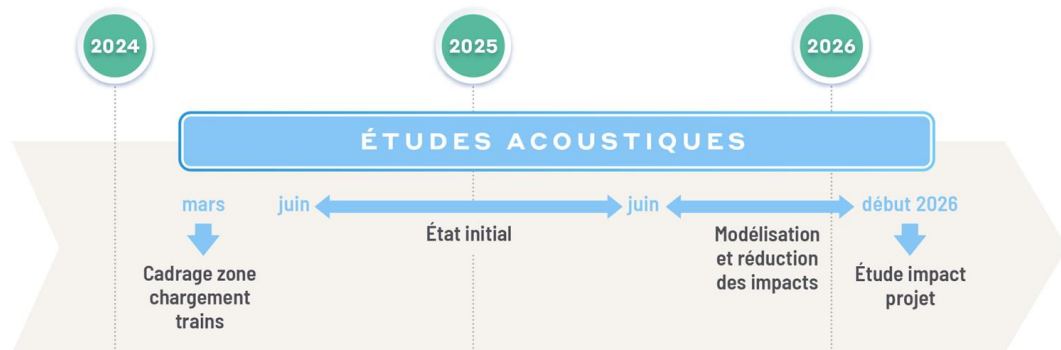 2024
2025
2026
ÉTUDES ACOUSTIQUES
mars
juin
juin
début 2026
État initial
Modélisation
et réduction
des impacts
Cadrage zone
chargement
trains
Étude impact
projet